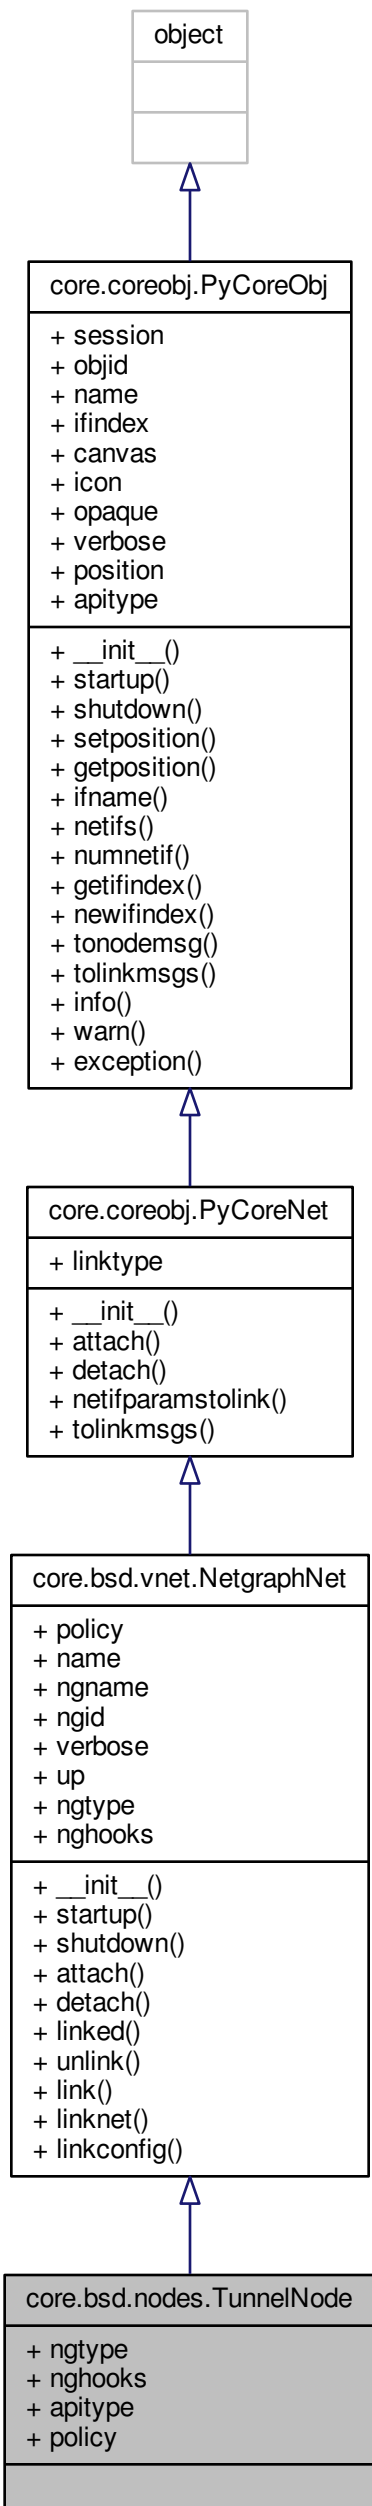 object
core.coreobj.PyCoreObj
+ session
+ objid
+ name
+ ifindex
+ canvas
+ icon
+ opaque
+ verbose
+ position
+ apitype
+ __init__()
+ startup()
+ shutdown()
+ setposition()
+ getposition()
+ ifname()
+ netifs()
+ numnetif()
+ getifindex()
+ newifindex()
+ tonodemsg()
+ tolinkmsgs()
+ info()
+ warn()
+ exception()
core.coreobj.PyCoreNet
+ linktype
+ __init__()
+ attach()
+ detach()
+ netifparamstolink()
+ tolinkmsgs()
core.bsd.vnet.NetgraphNet
+ policy
+ name
+ ngname
+ ngid
+ verbose
+ up
+ ngtype
+ nghooks
+ __init__()
+ startup()
+ shutdown()
+ attach()
+ detach()
+ linked()
+ unlink()
+ link()
+ linknet()
+ linkconfig()
core.bsd.nodes.TunnelNode
+ ngtype
+ nghooks
+ apitype
+ policy